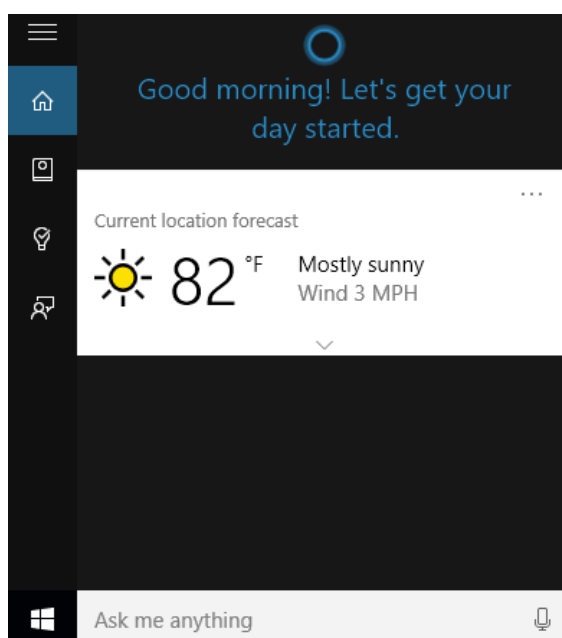 Good morning! Let's get your
day started.
...
Current location forecast
82 °F
Mostly sunny
Wind 3 MPH
Ask me anything